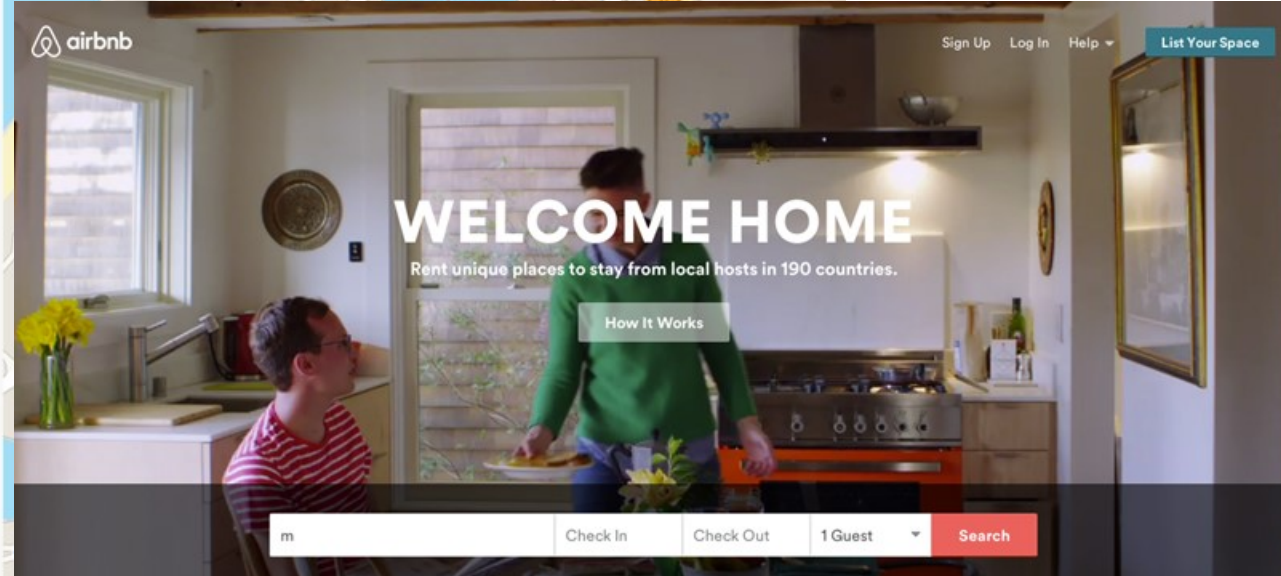 airbnb
Sign Up Log In Help List Your Space
WELCOME HOME
Rent unique places to stay from local hosts in 190 countries.
How It Works
m Check In Check Out 1 Guest Search